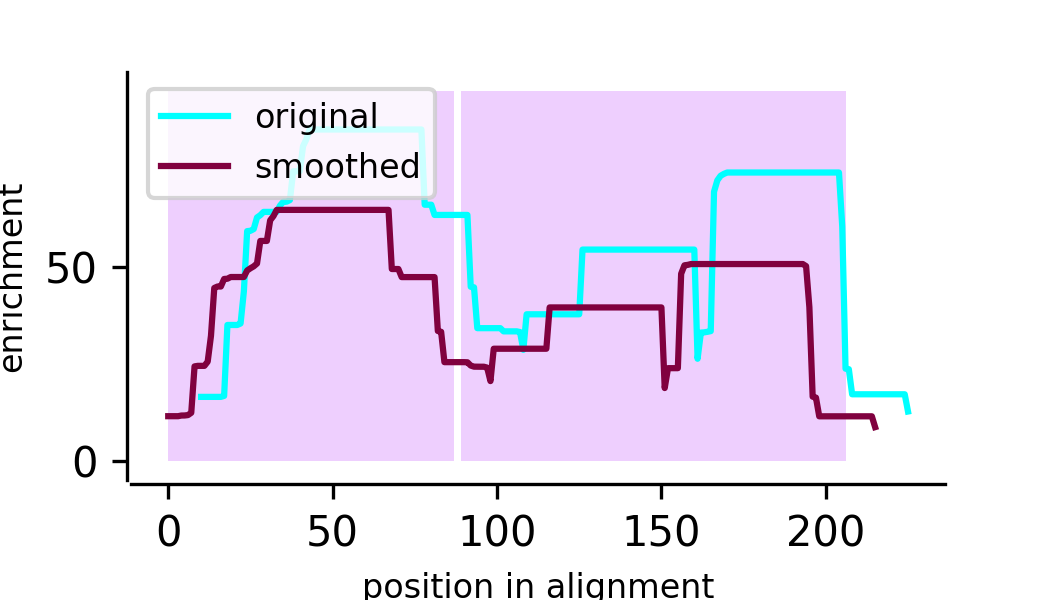 original
smoothed
enrichment
50
0
0 50 100 150 200
position in alignment